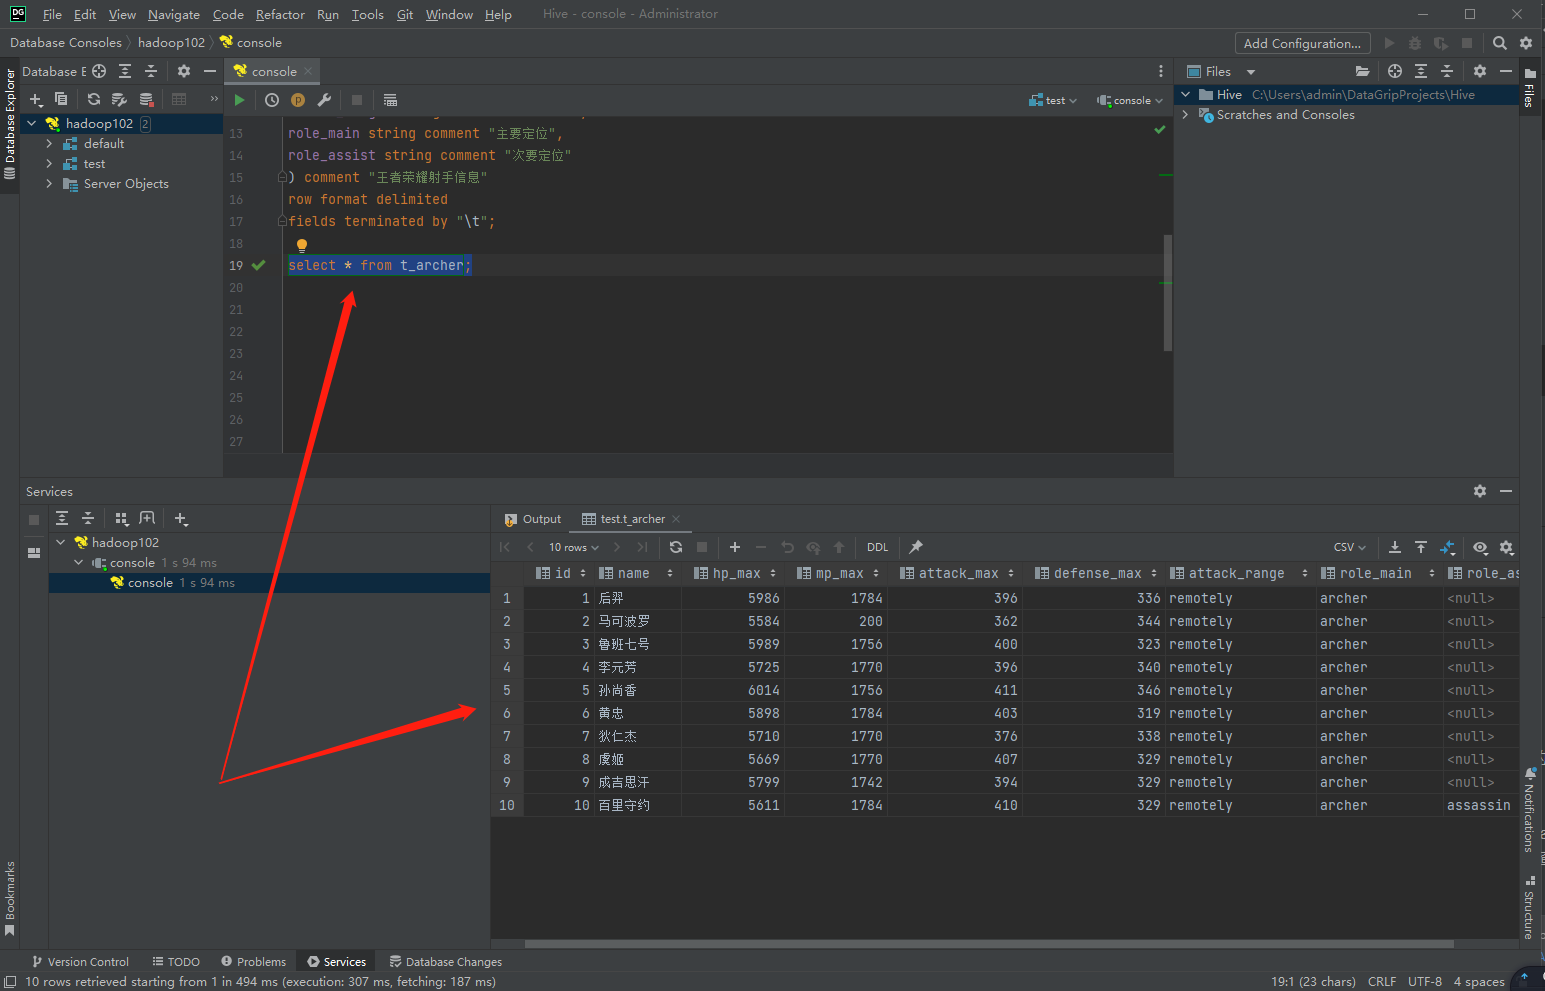 DG File Edit View Navigate Code Refactor Run Tools Git Window Help Hive - console - Administrator
Database Consoles hadoop102 console Add Configuration...
Database E
console
Files
test console
Database Explorer
hadoop102 2
default
test
Server Objects
13 role_main string comment "主要定位",
14 role_assist string comment "次要定位"
15 ) comment "王者荣耀射手信息"
16 row format delimited
17 fields terminated by "\t";
18
19 select * from t_archer;
20
21
22
23
24
25
26
27
Hive C:\Users\admin\DataGripProjects\Hive
Scratches and Consoles
Files
Services
hadoop102
console 1 s 94 ms
console 1 s 94 ms
Output test.t_archer
10 rows DDL CSV
id name hp_max mp_max attack_max defense_max attack_range role_main role_as
1 1 后羿 5986 1784 396 336 remotely archer <null>
2 2 马可波罗 5584 200 362 344 remotely archer <null>
3 3 鲁班七号 5989 1756 400 323 remotely archer <null>
4 4 李元芳 5725 1770 396 340 remotely archer <null>
5 5 孙尚香 6014 1756 411 346 remotely archer <null>
6 6 黄忠 5898 1784 403 319 remotely archer <null>
7 7 狄仁杰 5710 1770 376 338 remotely archer <null>
8 8 虞姬 5669 1770 407 329 remotely archer <null>
9 9 成吉思汗 5799 1742 394 329 remotely archer <null>
10 10 百里守约 5611 1784 410 329 remotely archer assassin
Notifications
Structure
Bookmarks
Version Control TODO Problems Services Database Changes
10 rows retrieved starting from 1 in 494 ms (execution: 307 ms, fetching: 187 ms) 19:1 (23 chars) CRLF UTF-8 4 spaces